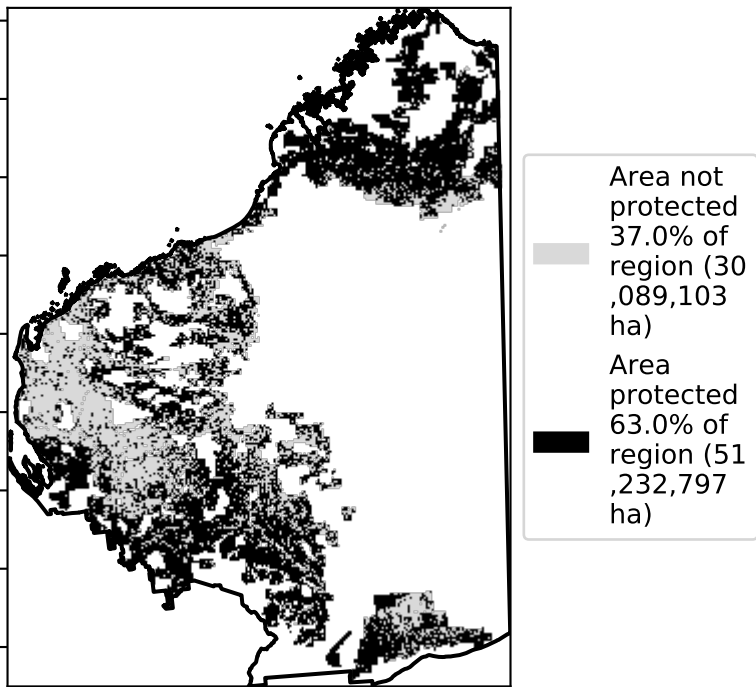 Area not
protected
37.0% of
region (30
,089,103
ha)
Area
protected
63.0% of
region (51
,232,797
ha)